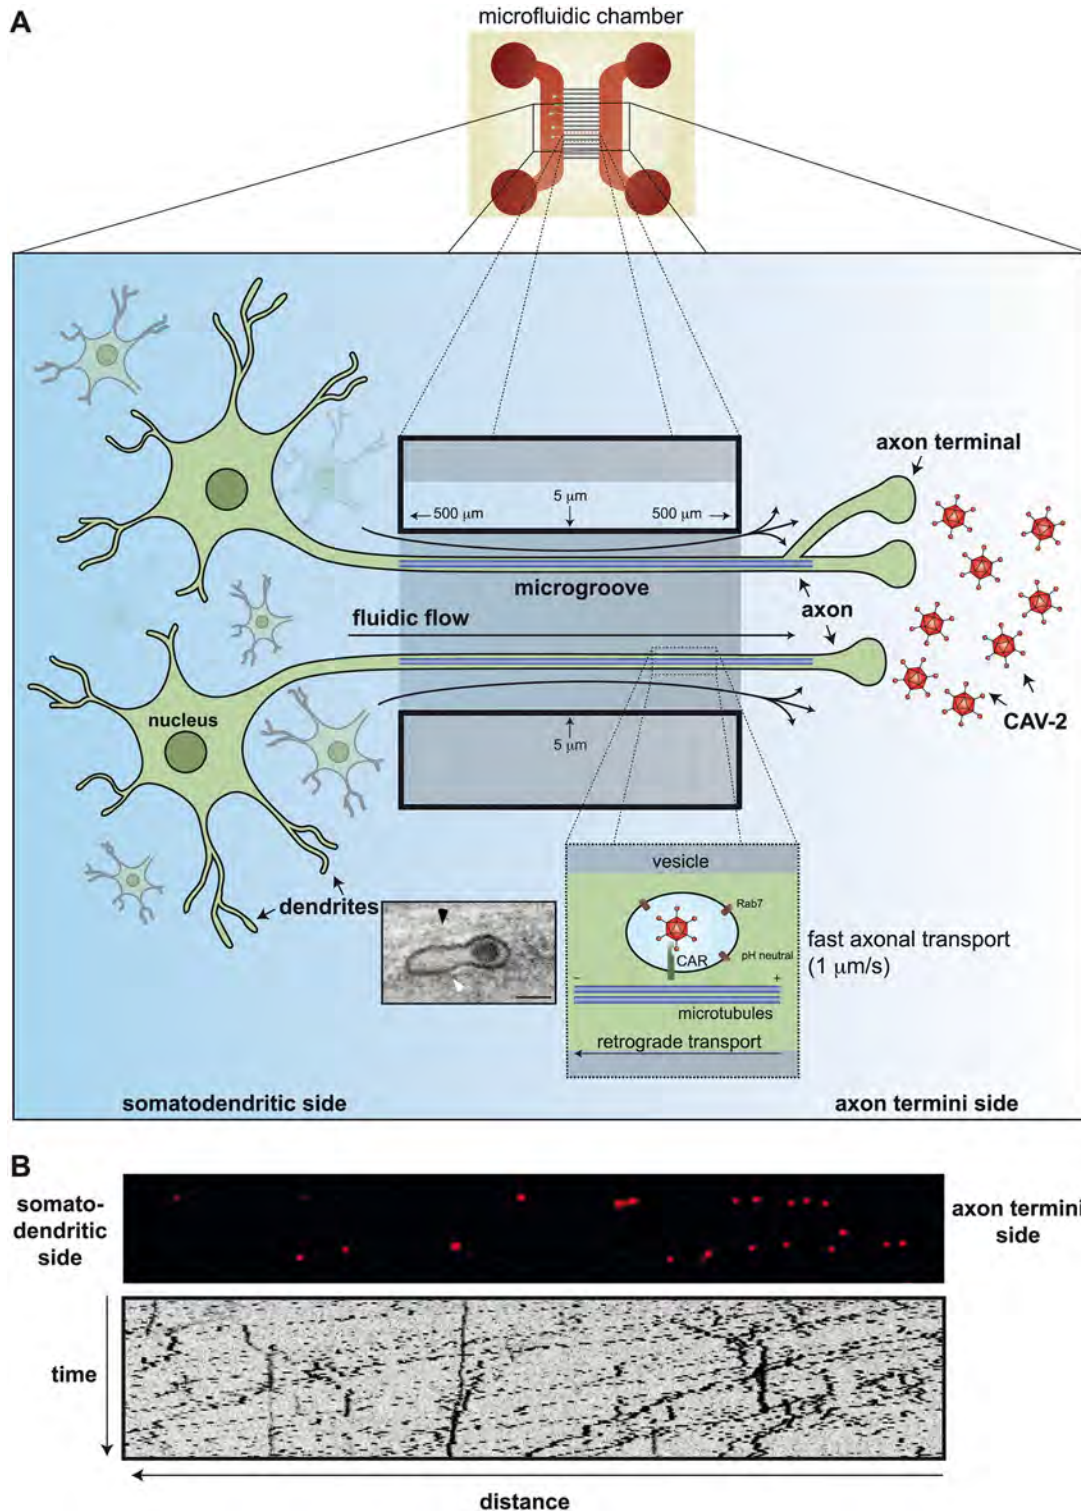 A
microfluidic chamber
axon terminal
5 μm
500 μm
500 μm
microgroove
axon
fluidic flow
nucleus
CAV-2
5 μm
vesicle
Rab7
dendrites
fast axonal transport
(1 μm/s)
CAR
pH neutral
− +
microtubules
retrograde transport
somatodendritic side
axon termini side
B
somato-
dendritic
side
axon termini
side
time
distance